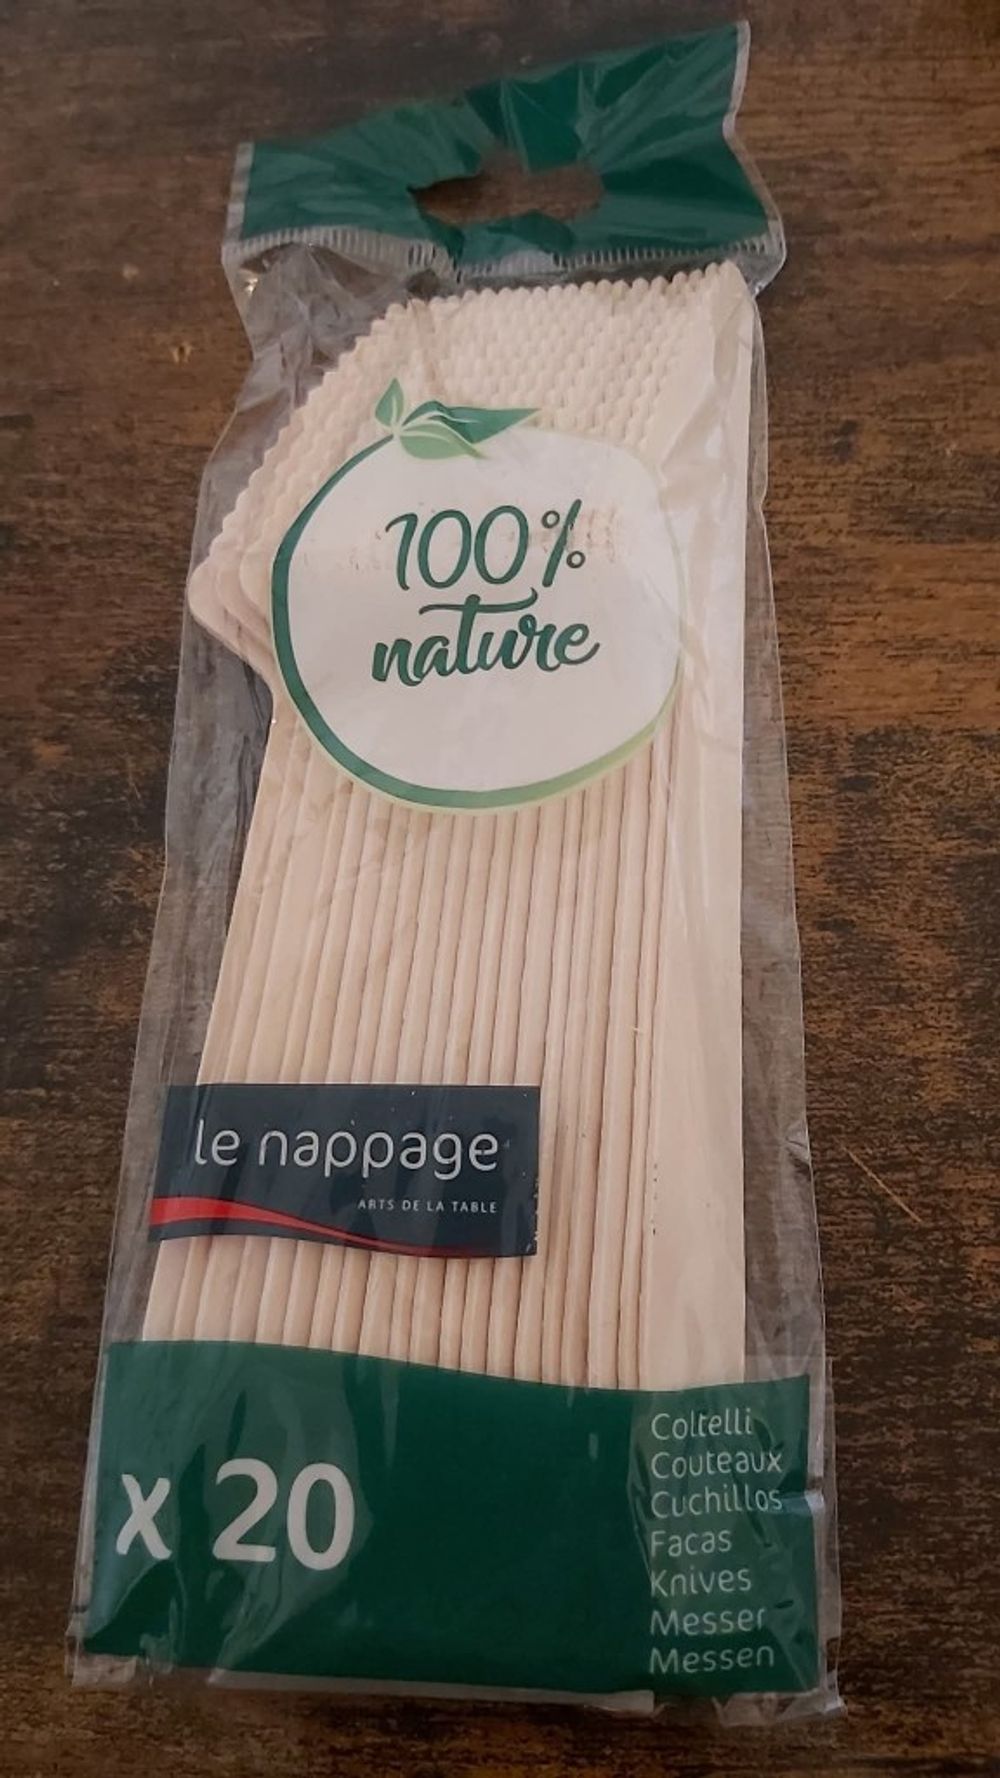 100%
nature
le nappage
ARTS DE LA TABLE
x 20
Coltelli
Couteaux
Cuchillos
Facas
Knives
Messer
Messen